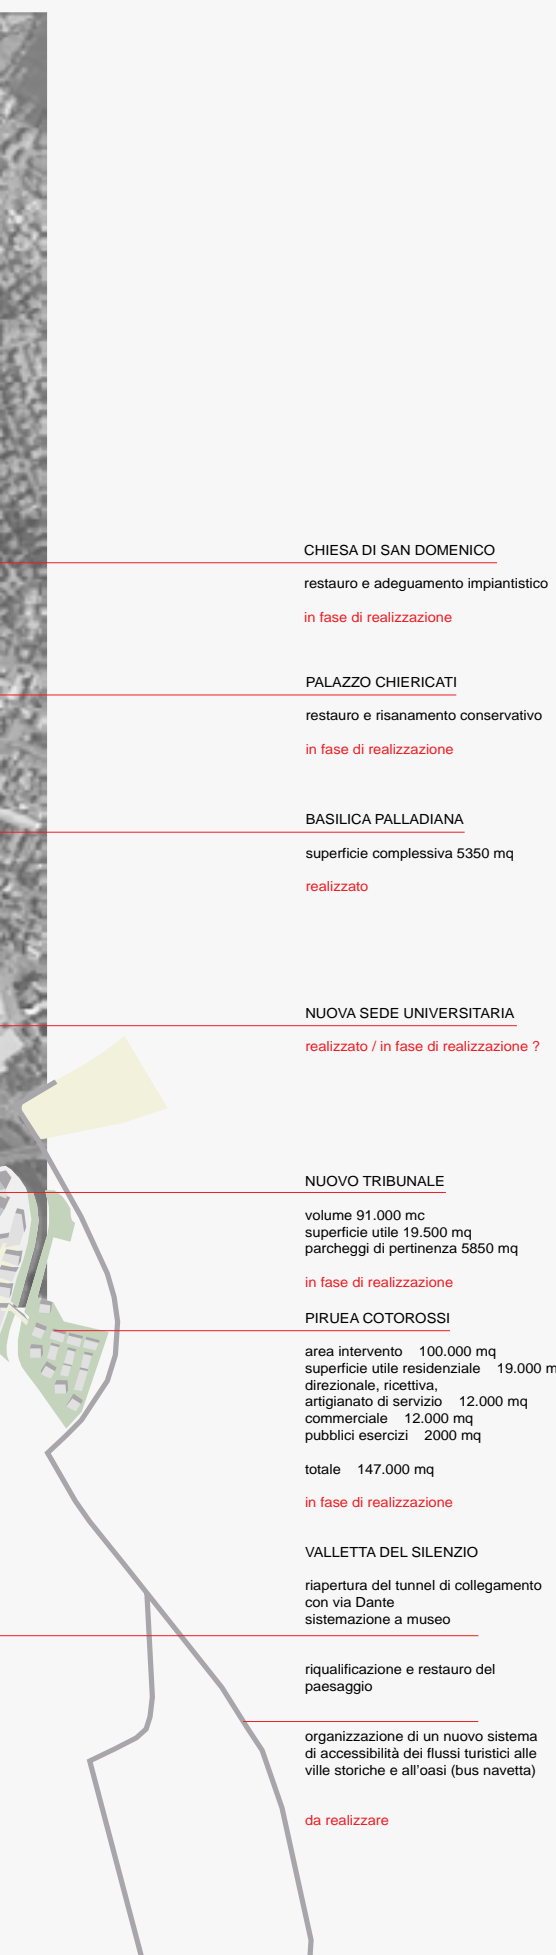 CHIESA DI SAN DOMENICO
restauro e adeguamento impiantistico
in fase di realizzazione
PALAZZO CHIERICATI
restauro e risanamento conservativo
in fase di realizzazione
BASILICA PALLADIANA
superficie complessiva 5350 mq
realizzato
NUOVA SEDE UNIVERSITARIA
realizzato / in fase di realizzazione ?
NUOVO TRIBUNALE
volume 91.000 mc
superficie utile 19.500 mq
parcheggi di pertinenza 5850 mq
in fase di realizzazione
PIRUEA COTOROSSI
area intervento 100.000 mq
superficie utile residenziale 19.000 m
direzionale, ricettiva,
artigianato di servizio 12.000 mq
commerciale 12.000 mq
pubblici esercizi 2000 mq
totale 147.000 mq
in fase di realizzazione
VALLETTA DEL SILENZIO
riapertura del tunnel di collegamento
con via Dante
sistemazione a museo
riqualificazione e restauro del
paesaggio
organizzazione di un nuovo sistema
di accessibilità dei flussi turistici alle
ville storiche e all'oasi (bus navetta)
da realizzare